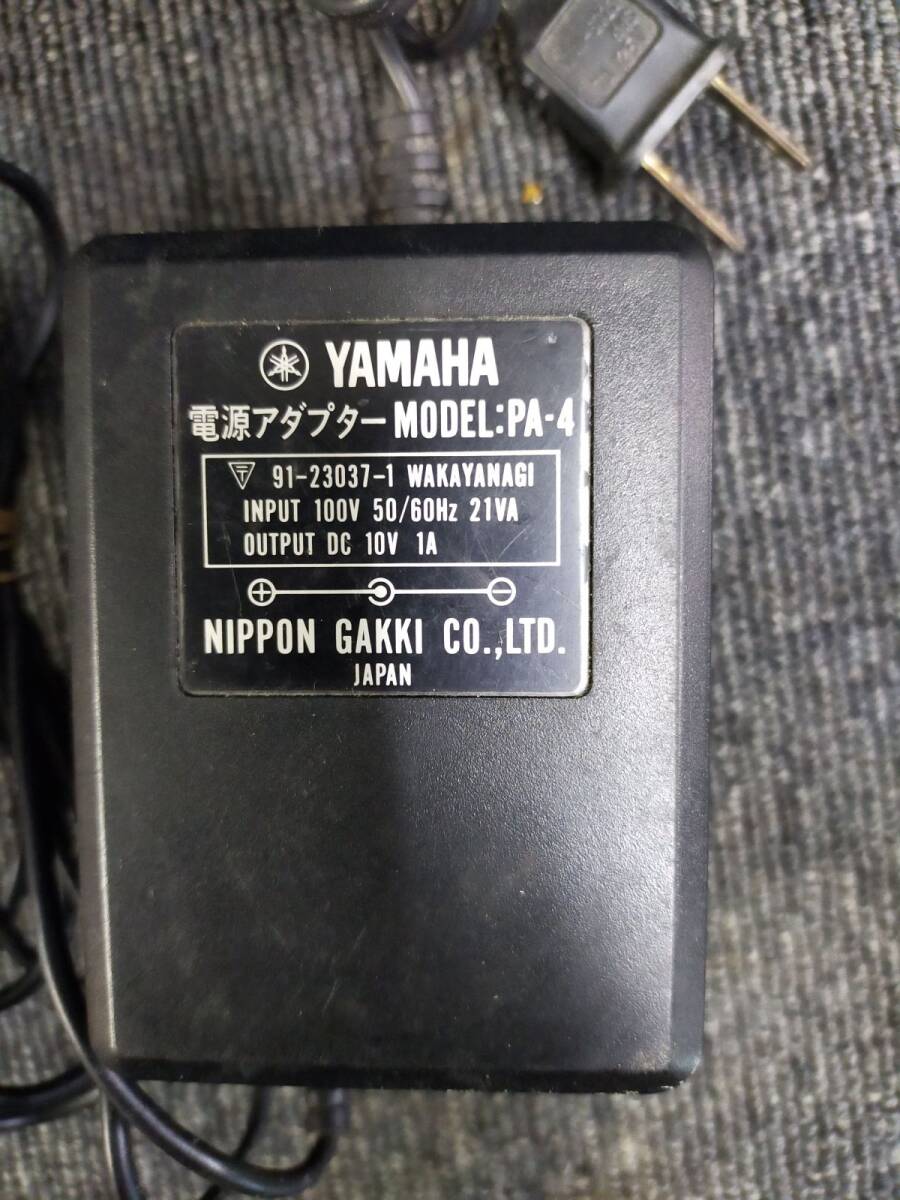 YAMAHA
電源アダプター MODEL:PA-4
〒 91-23037-1 WAKAYANAGI
INPUT 100V 50/60Hz 21VA
OUTPUT DC 10V 1A
+ −
NIPPON GAKKI CO.,LTD.
JAPAN